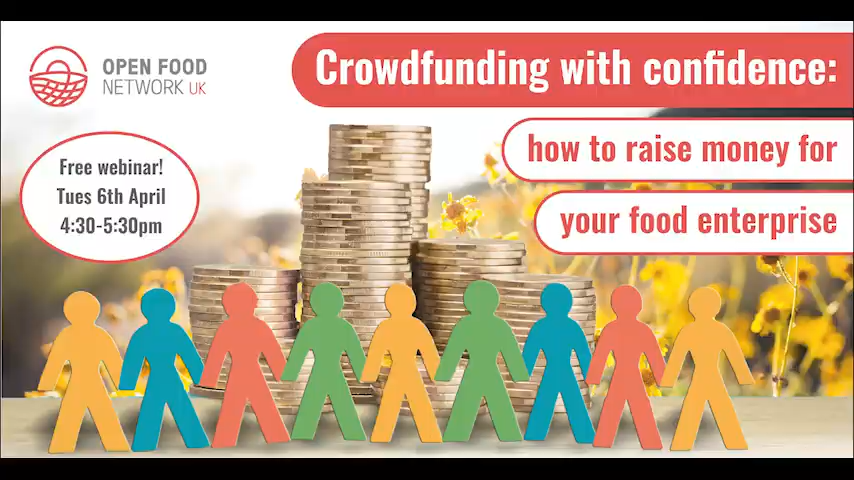 OPEN FOOD
NETWORK UK
Crowdfunding with confidence:
how to raise money for
your food enterprise
Free webinar!
Tues 6th April
4:30-5:30pm